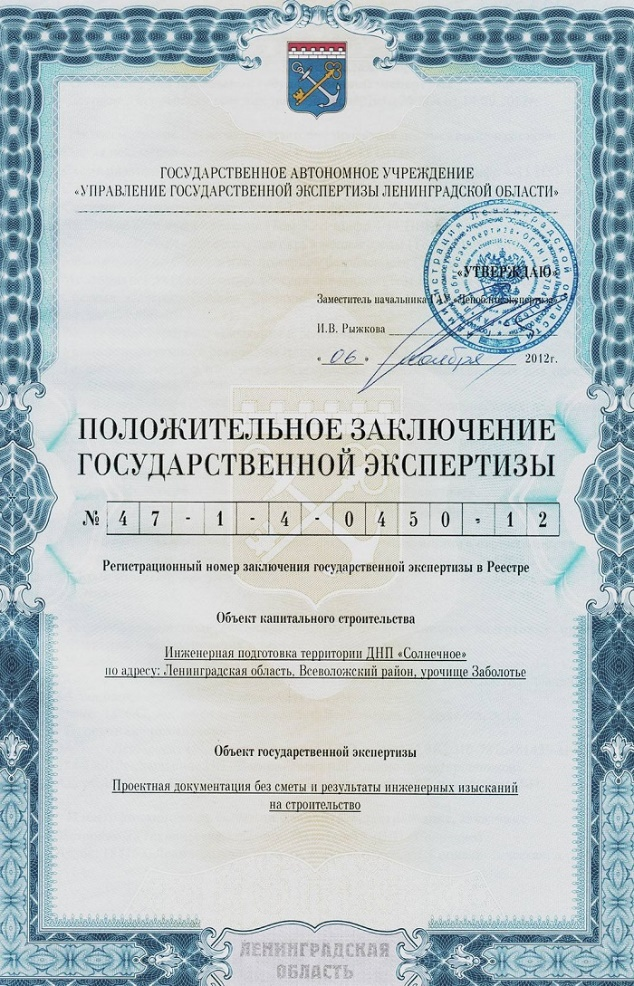 ГОСУДАРСТВЕННОЕ АВТОНОМНОЕ УЧРЕЖДЕНИЕ
«УПРАВЛЕНИЕ ГОСУДАРСТВЕННОЙ ЭКСПЕРТИЗЫ ЛЕНИНГРАДСКОЙ ОБЛАСТИ»
«УТВЕРЖДАЮ»
Заместитель начальника ГАУ «Леноблгосэкспертиза»
И.В. Рыжкова
« 06 » ноября 2012г.
ПОЛОЖИТЕЛЬНОЕ ЗАКЛЮЧЕНИЕ
ГОСУДАРСТВЕННОЙ ЭКСПЕРТИЗЫ
№ 4 7 - 1 - 4 - 0 4 5 0 - 1 2
Регистрационный номер заключения государственной экспертизы в Реестре
Объект капитального строительства
Инженерная подготовка территории ДНП «Солнечное»
по адресу: Ленинградская область, Всеволожский район, урочище Заболотье
Объект государственной экспертизы
Проектная документация без сметы и результаты инженерных изысканий
на строительство
ЛЕНИНГРАДСКАЯ
ОБЛАСТЬ